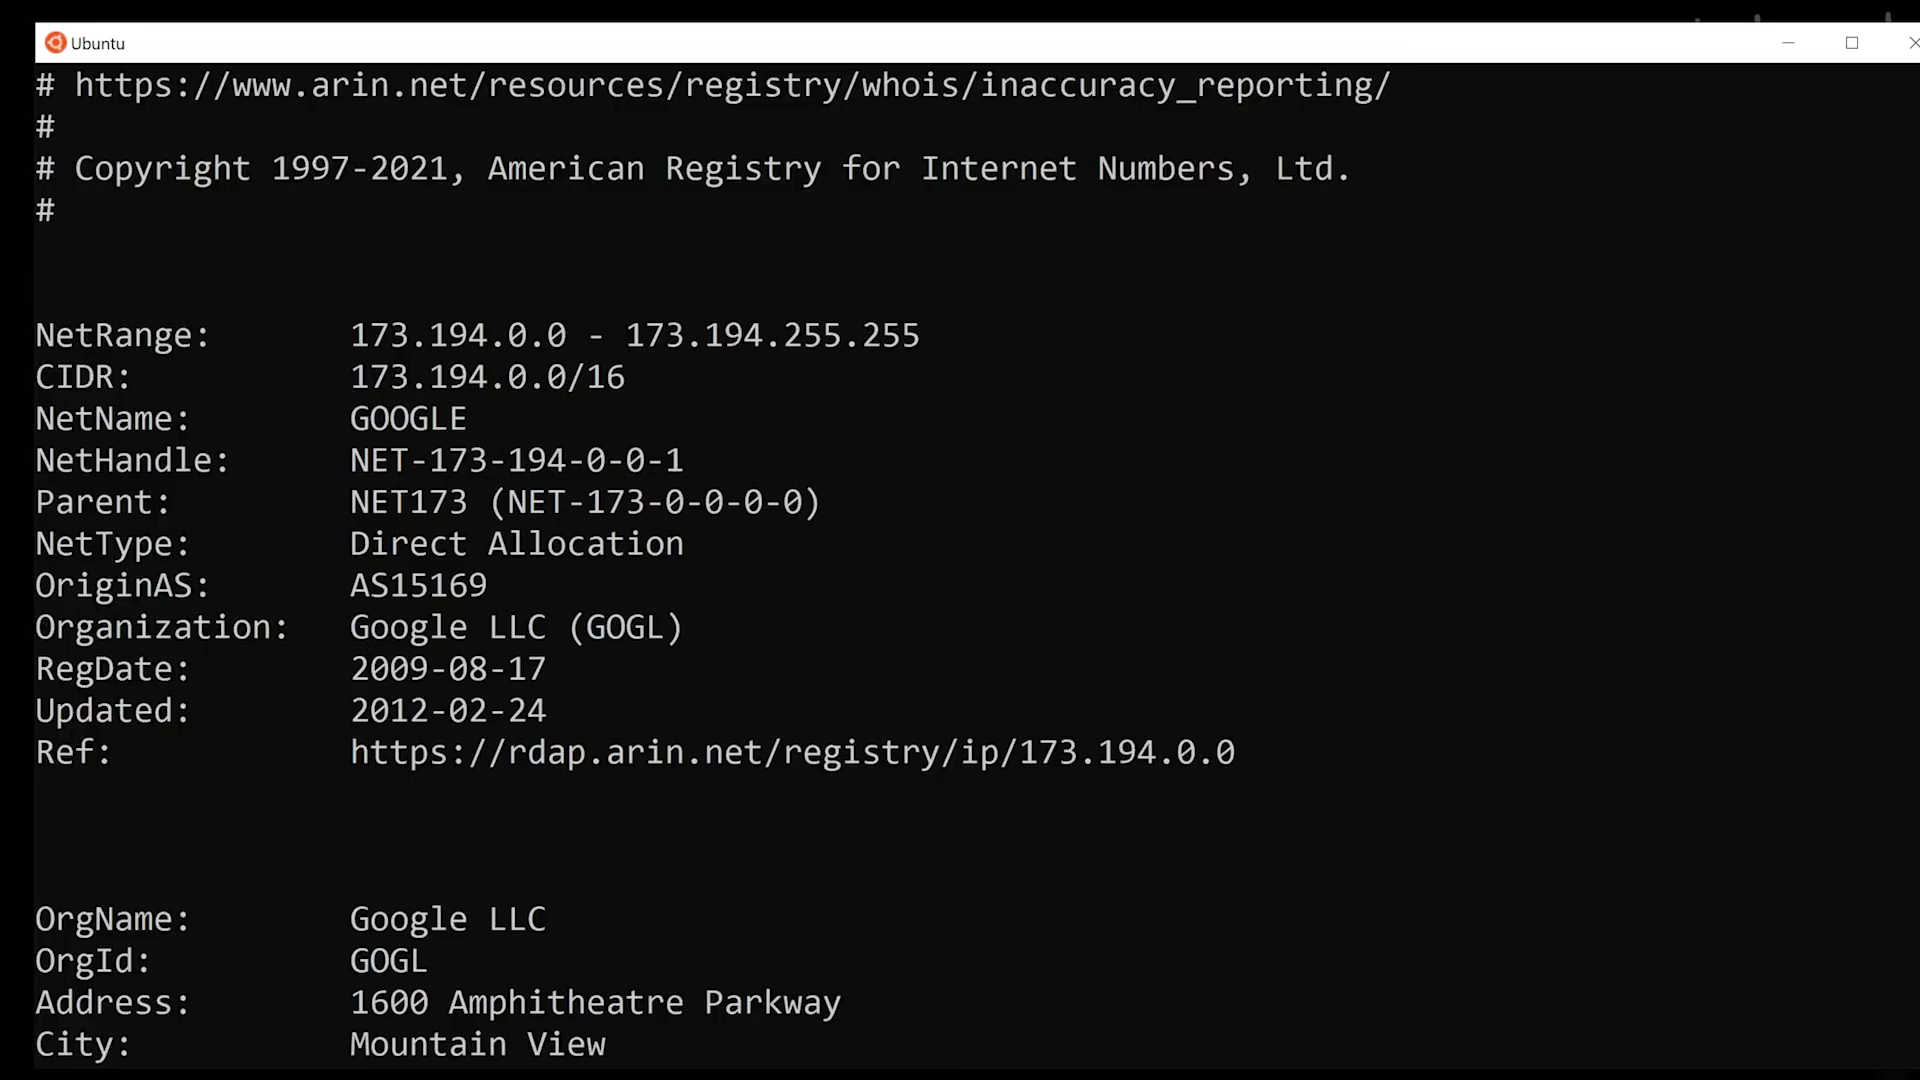 Ubuntu
# https://www.arin.net/resources/registry/whois/inaccuracy_reporting/
#
# Copyright 1997-2021, American Registry for Internet Numbers, Ltd.
#
NetRange: 173.194.0.0 - 173.194.255.255
CIDR: 173.194.0.0/16
NetName: GOOGLE
NetHandle: NET-173-194-0-0-1
Parent: NET173 (NET-173-0-0-0-0)
NetType: Direct Allocation
OriginAS: AS15169
Organization: Google LLC (GOGL)
RegDate: 2009-08-17
Updated: 2012-02-24
Ref: https://rdap.arin.net/registry/ip/173.194.0.0
OrgName: Google LLC
OrgId: GOGL
Address: 1600 Amphitheatre Parkway
City: Mountain View